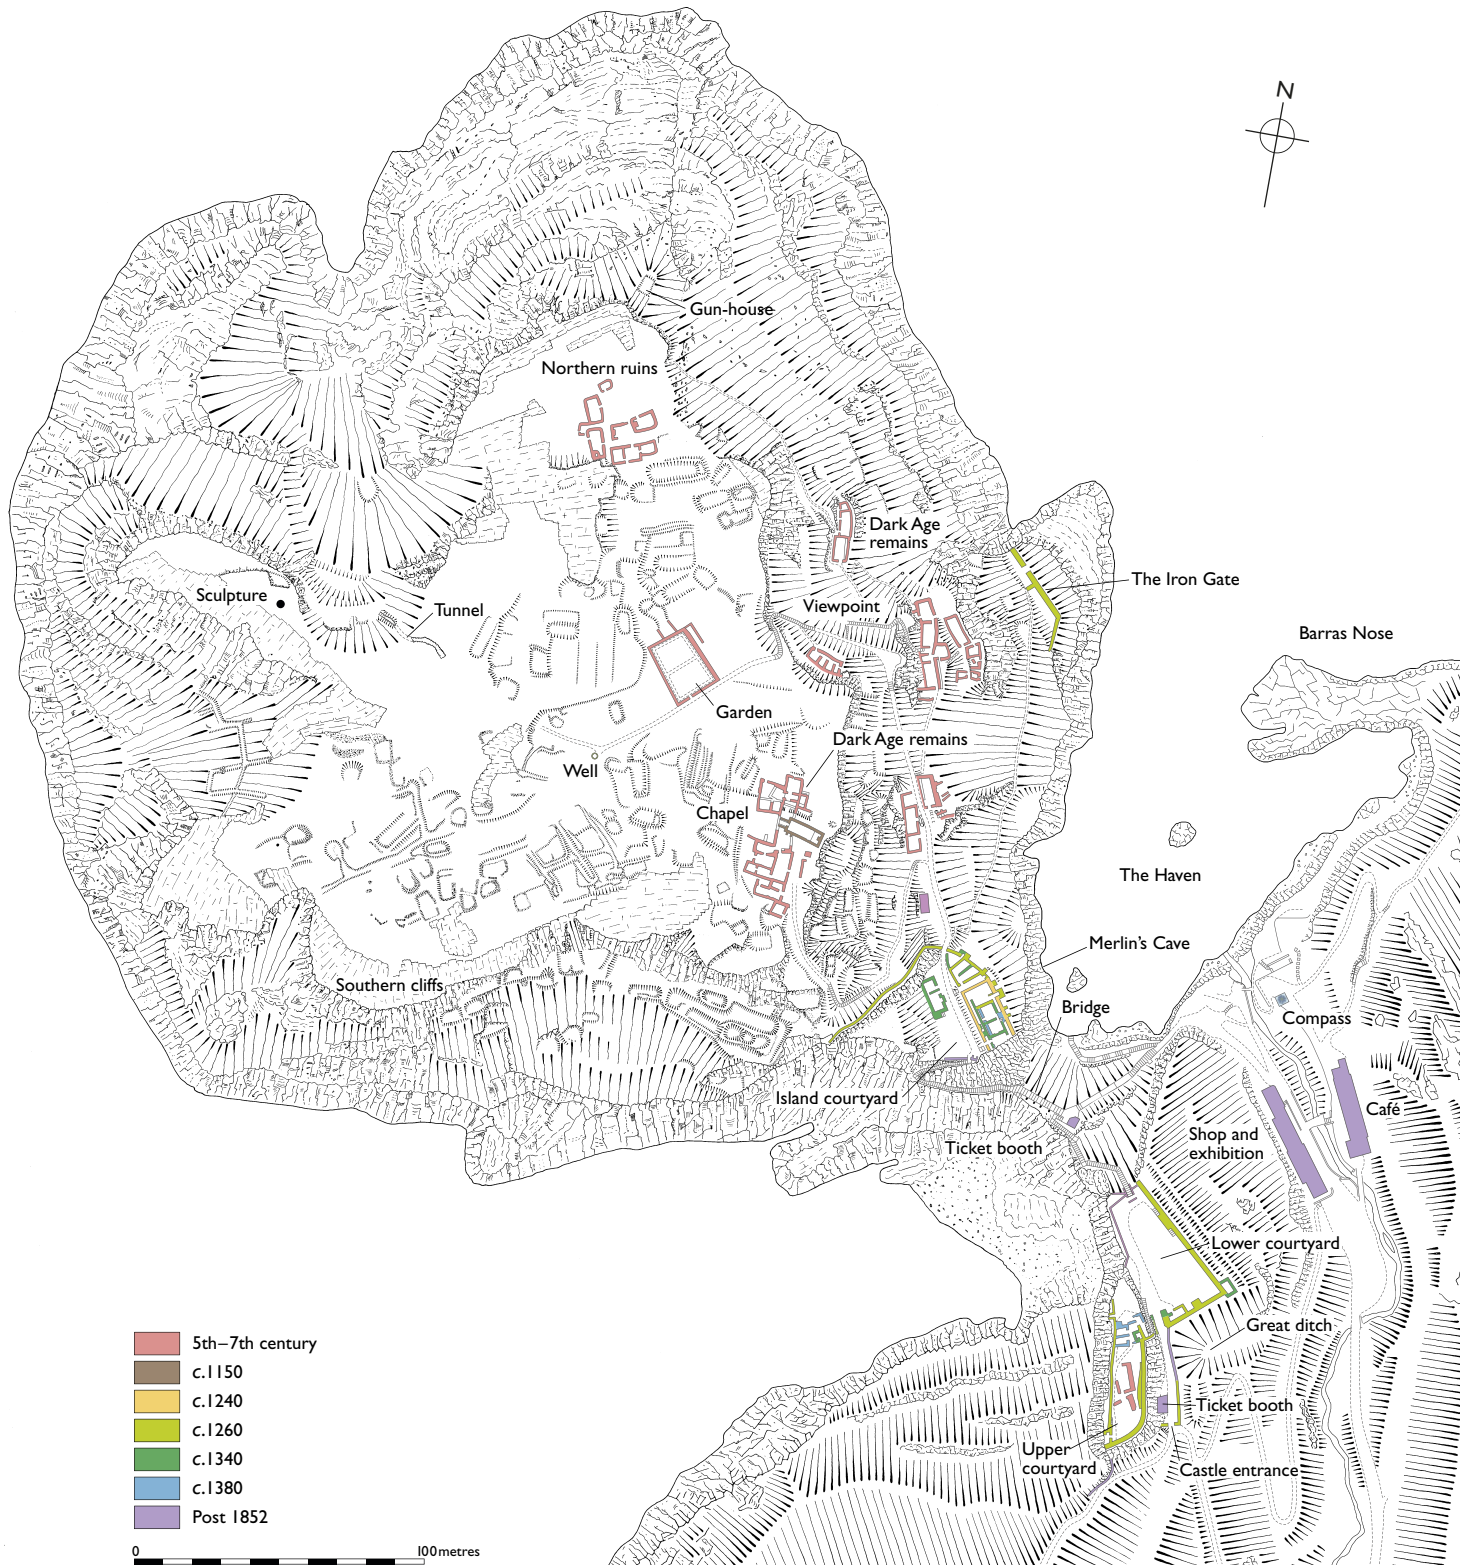 N
Gun-house
Northern ruins
Dark Age
remains
The Iron Gate
Sculpture
Tunnel
Viewpoint
Barras Nose
Garden
Dark Age remains
Well
Chapel
The Haven
Merlin's Cave
Southern cliffs
Bridge
Compass
Island courtyard
Café
Shop and
exhibition
Ticket booth
Lower courtyard
Great ditch
Ticket booth
Upper
courtyard
Castle entrance
5th–7th century
c.1150
c.1240
c.1260
c.1340
c.1380
Post 1852
0 100 metres